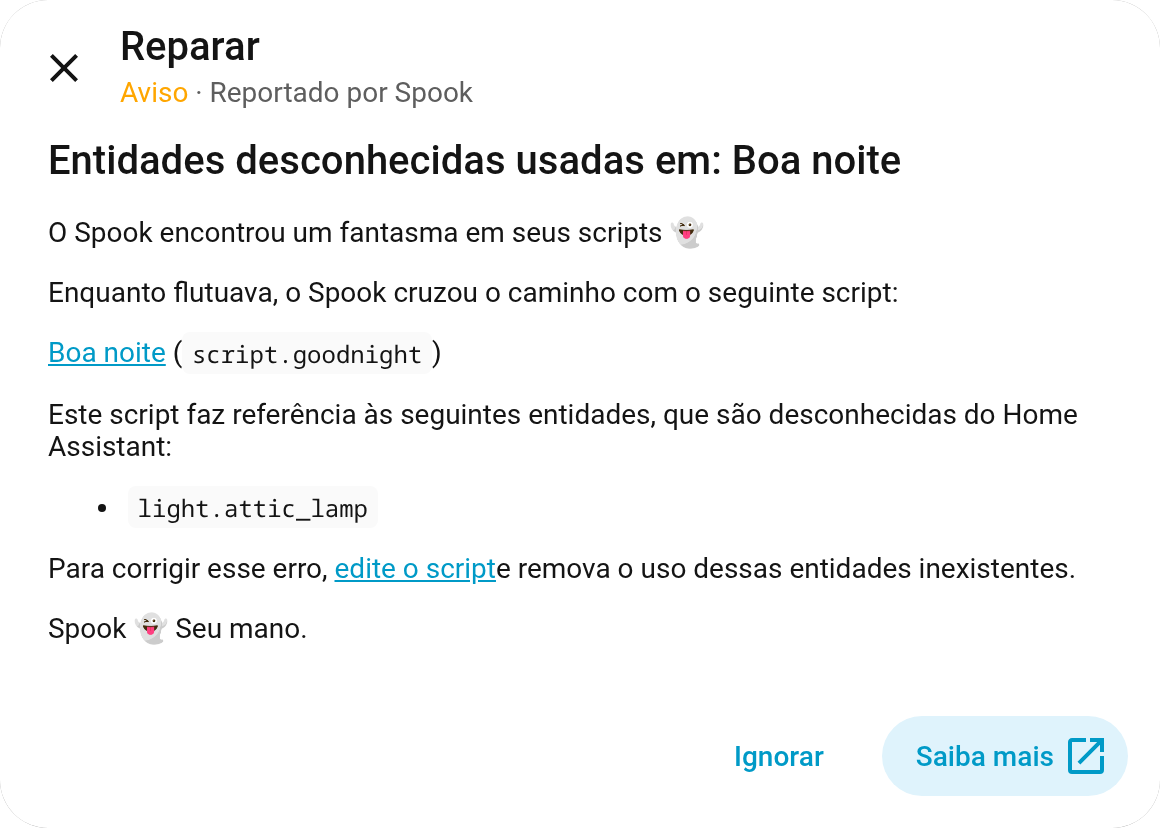 Reparar
Aviso · Reportado por Spook
Entidades desconhecidas usadas em: Boa noite
O Spook encontrou um fantasma em seus scripts 👻
Enquanto flutuava, o Spook cruzou o caminho com o seguinte script:
Boa noite ( script.goodnight )
Este script faz referência às seguintes entidades, que são desconhecidas do Home
Assistant:
• light.attic_lamp
Para corrigir esse erro, edite o scripte remova o uso dessas entidades inexistentes.
Spook 👻 Seu mano.
Ignorar
Saiba mais